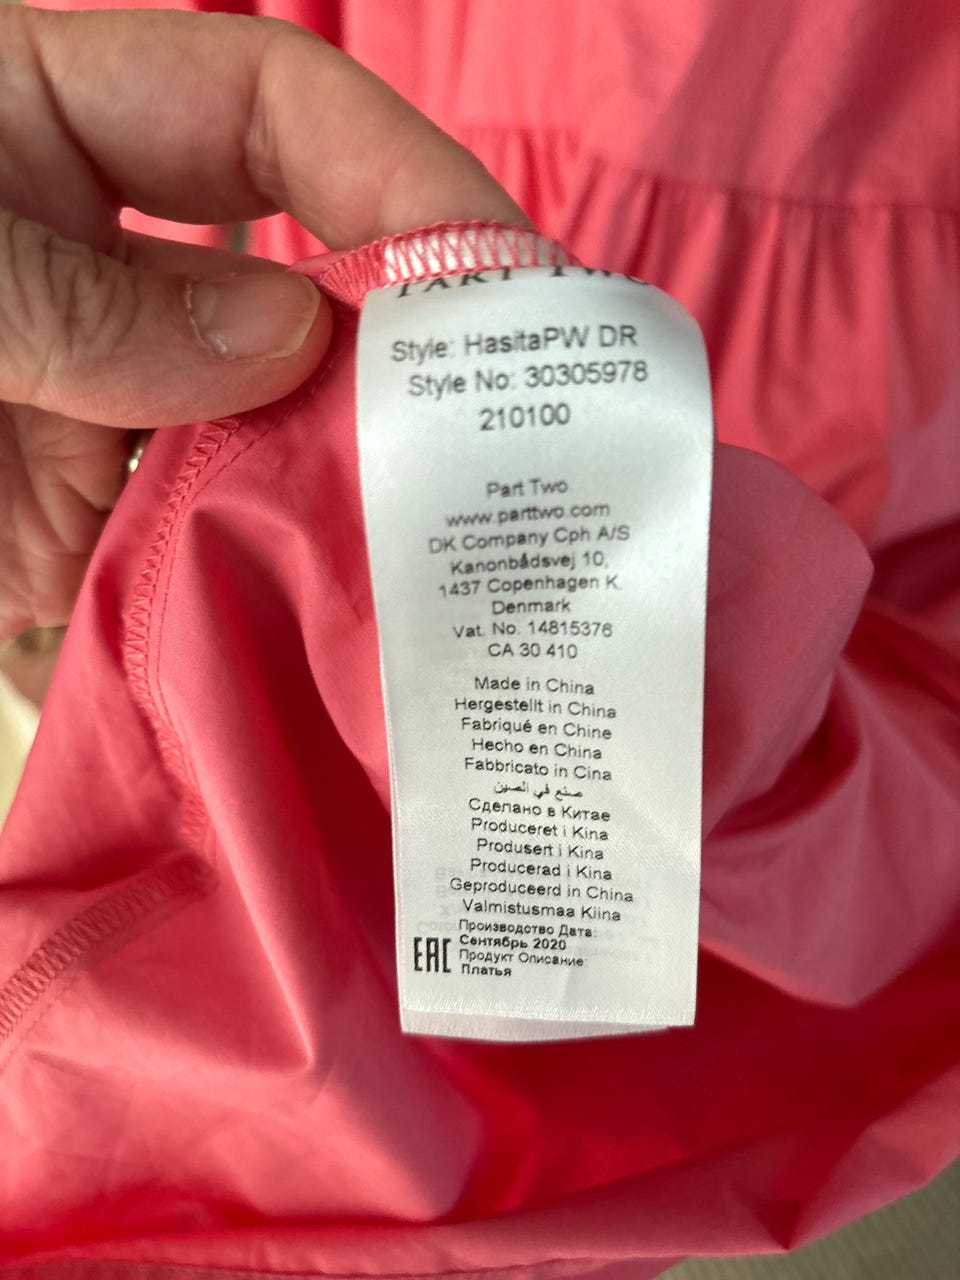 PART TWO
Style: HasitaPW DR
Style No: 30305978
210100
Part Two
www.parttwo.com
DK Company Cph A/S
Kanonbådsvej 10,
1437 Copenhagen K.
Denmark
Vat. No. 14815376
CA 30 410
Made in China
Hergestellt in China
Fabriqué en Chine
Hecho en China
Fabbricato in Cina
صنع في الصين
Сделано в Китае
Produceret i Kina
Produsert i Kina
Producerad i Kina
Geproduceerd in China
Valmistusmaa Kiina
Производство Дата:
Сентябрь 2020
EAC Продукт Описание:
Платья